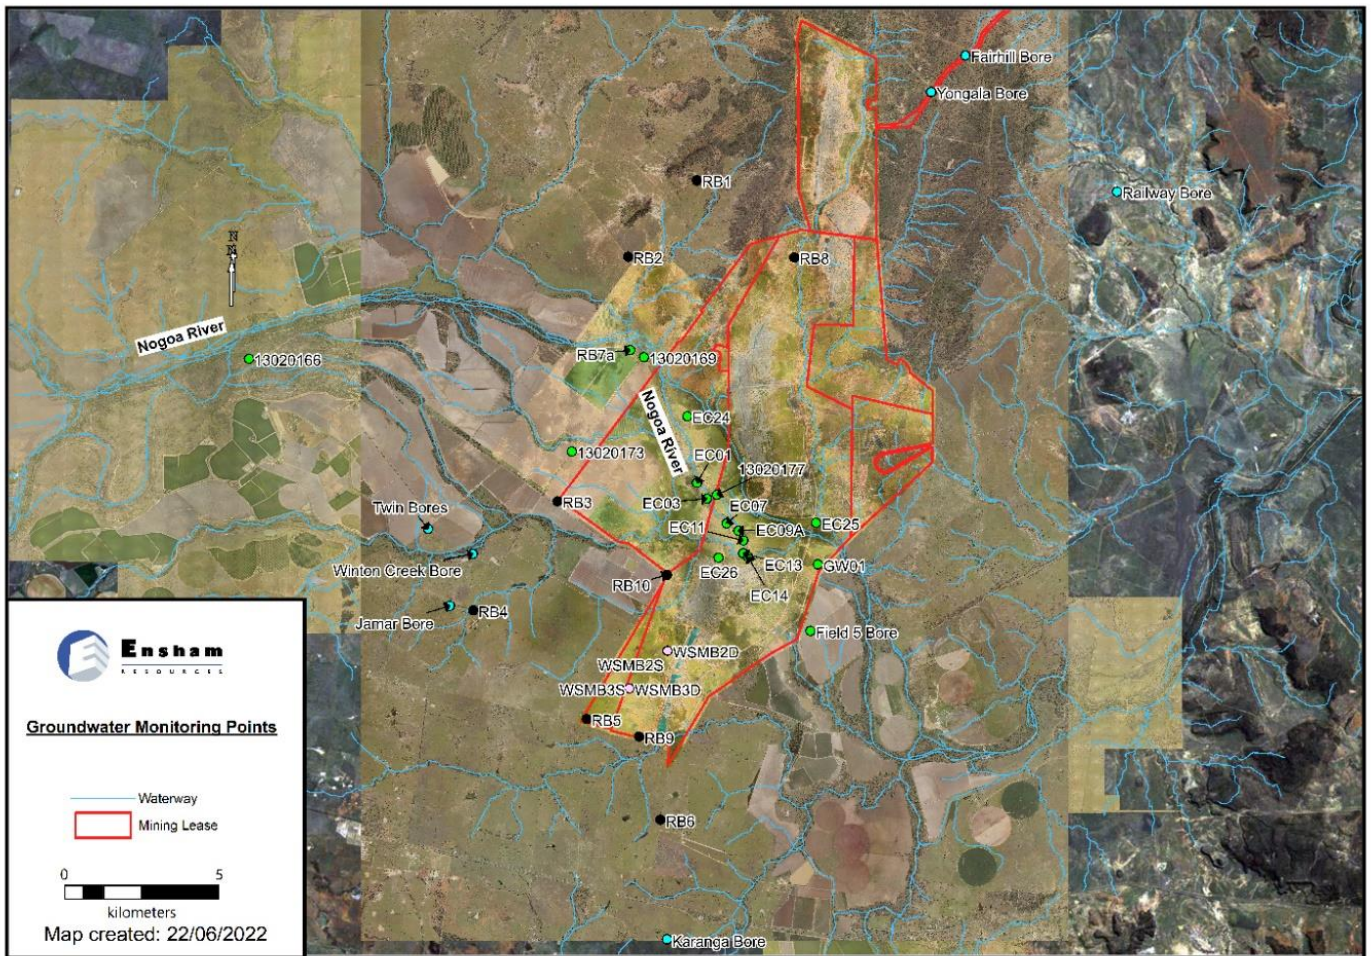 Fairhill Bore
Yongala Bore
RB1
Railway Bore
N
RB2
RB8
Nogoa River
13020166
RB7a
13020169
Nogoa River
EC24
13020173
EC01
13020177
RB3
EC03
EC07
Twin Bores
EC11
EC09A
EC25
Winton Creek Bore
EC26
EC13
GW01
RB10
EC14
Jamar Bore
RB4
Field 5 Bore
WSMB2D
WSMB2S
WSMB3S
WSMB3D
RB5
RB9
RB6
Karanga Bore
Ensham
RESOURCES
Groundwater Monitoring Points
Waterway
Mining Lease
0 5
kilometers
Map created: 22/06/2022